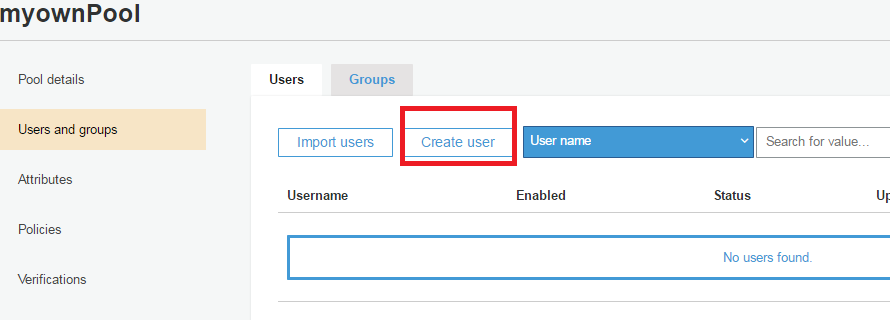 myownPool
Pool details
Users and groups
Attributes
Policies
Verifications
Users Groups
Import users Create user User name Search for value...
Username Enabled Status Up
No users found.